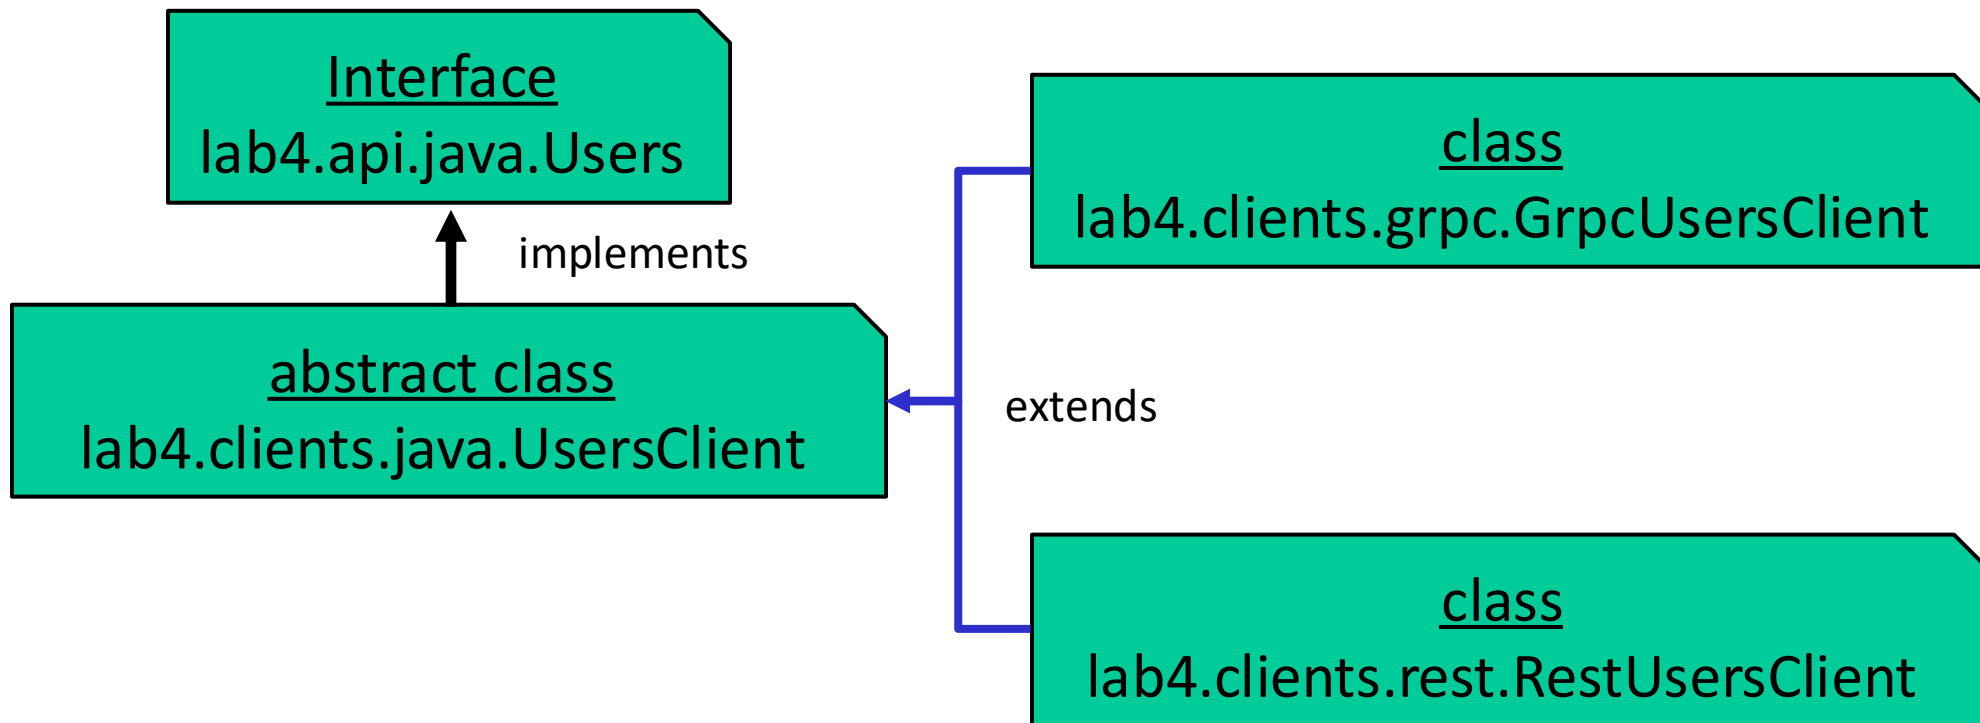 Interface
lab4.api.java.Users
implements
abstract class
lab4.clients.java.UsersClient
class
lab4.clients.grpc.GrpcUsersClient
extends
class
lab4.clients.rest.RestUsersClient